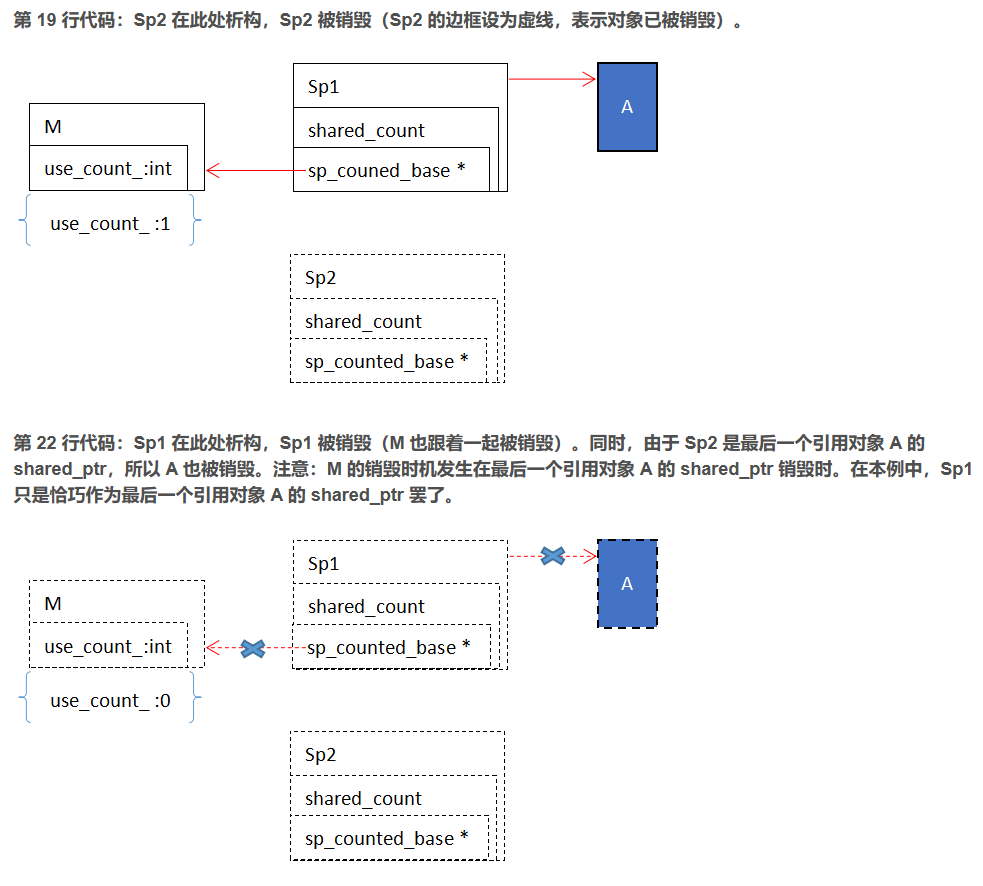 第 19 行代码：Sp2 在此处析构，Sp2 被销毁（Sp2 的边框设为虚线，表示对象已被销毁）。
Sp1
A
M
shared_count
use_count_:int
sp_couned_base *
use_count_ :1
Sp2
shared_count
sp_counted_base *
第 22 行代码：Sp1 在此处析构，Sp1 被销毁（M 也跟着一起被销毁）。同时，由于 Sp2 是最后一个引用对象 A 的
shared_ptr，所以 A 也被销毁。注意：M 的销毁时机发生在最后一个引用对象 A 的 shared_ptr 销毁时。在本例中，Sp1
只是恰巧作为最后一个引用对象 A 的 shared_ptr 罢了。
Sp1
A
M
shared_count
use_count_:int
sp_counted_base *
use_count_ :0
Sp2
shared_count
sp_counted_base *